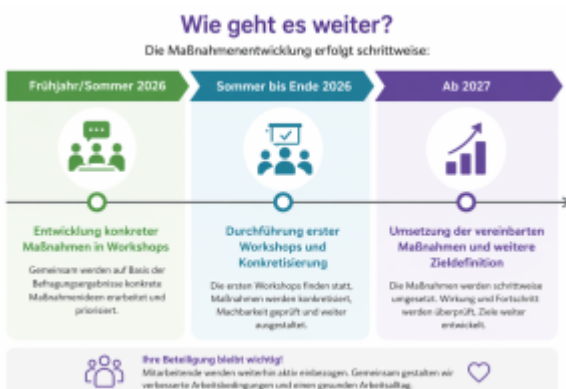 Wie geht es weiter?
Die Maßnahmenentwicklung erfolgt schrittweise:
Frühjahr/Sommer 2026
Sommer bis Ende 2026
Ab 2027
Entwicklung konkreter
Maßnahmen in Workshops
Gemeinsam werden auf Basis der
Befragungsergebnisse konkrete
Maßnahmenideen erarbeitet und
priorisiert.
Durchführung erster
Workshops und
Konkretisierung
Die ersten Workshops finden statt,
Maßnahmen werden konkretisiert,
Machbarkeit geprüft und weiter
ausgestaltet.
Umsetzung der vereinbarten
Maßnahmen und weitere
Zieldefinition
Die Maßnahmen werden schrittweise
umgesetzt. Wirkung und Fortschritt
werden überprüft, Ziele weiter
entwickelt.
Ihre Beteiligung bleibt wichtig!
Mitarbeitende werden weiterhin aktiv einbezogen. Gemeinsam gestalten wir
verbesserte Arbeitsbedingungen und einen gesunden Arbeitsalltag.